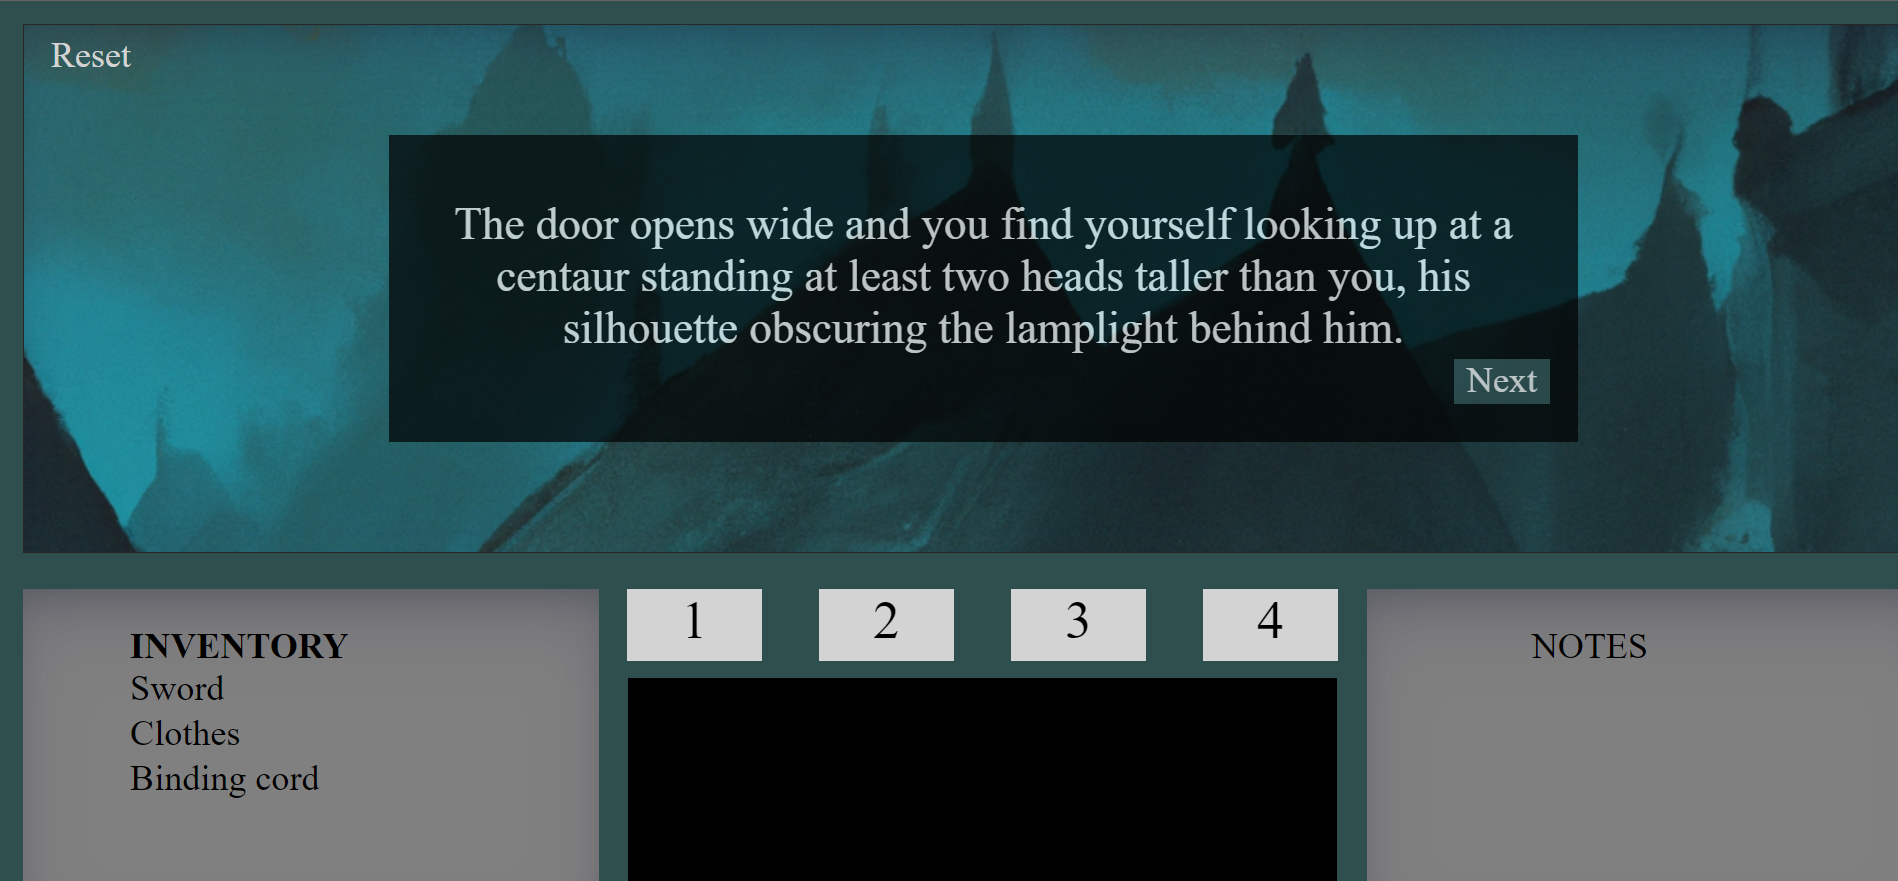 Reset
The door opens wide and you find yourself looking up at a
centaur standing at least two heads taller than you, his
silhouette obscuring the lamplight behind him.
Next
INVENTORY
Sword
Clothes
Binding cord
1
2
3
4
NOTES